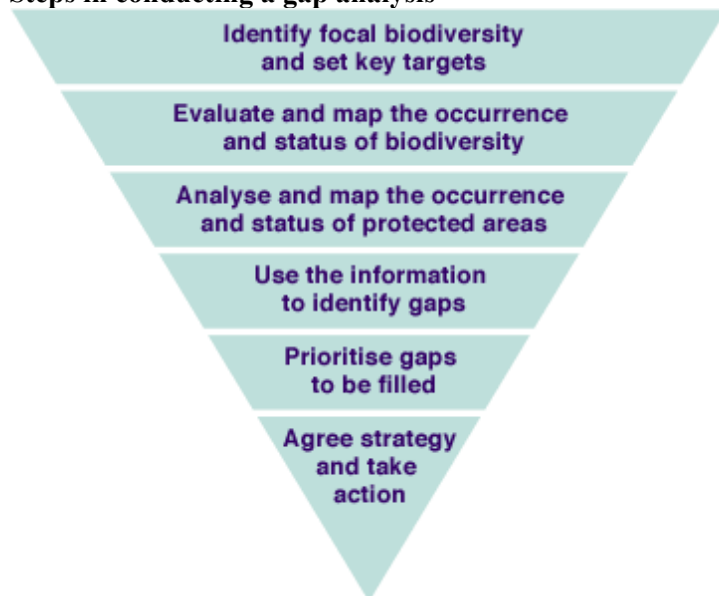 Steps in conducting a gap analysis
Identify focal biodiversity
and set key targets
Evaluate and map the occurrence
and status of biodiversity
Analyse and map the occurrence
and status of protected areas
Use the information
to identify gaps
Prioritise gaps
to be filled
Agree strategy
and take
action